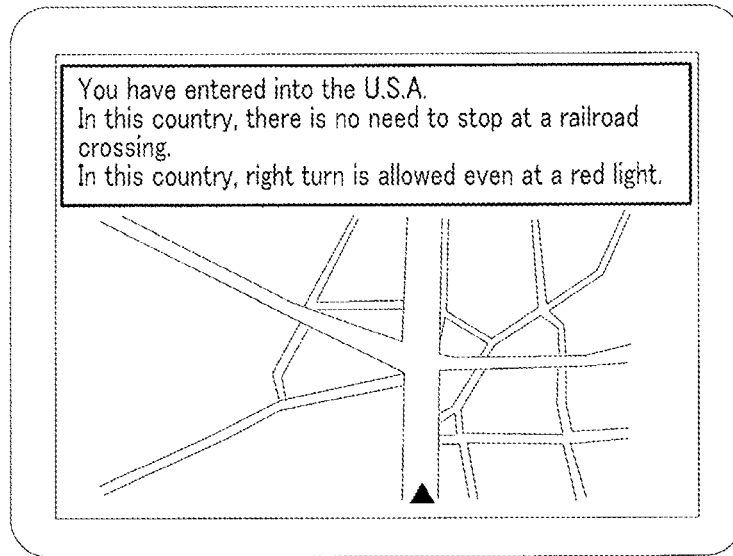 You have entered into the U.S.A.
In this country, there is no need to stop at a railroad
crossing.
In this country, right turn is allowed even at a red light.